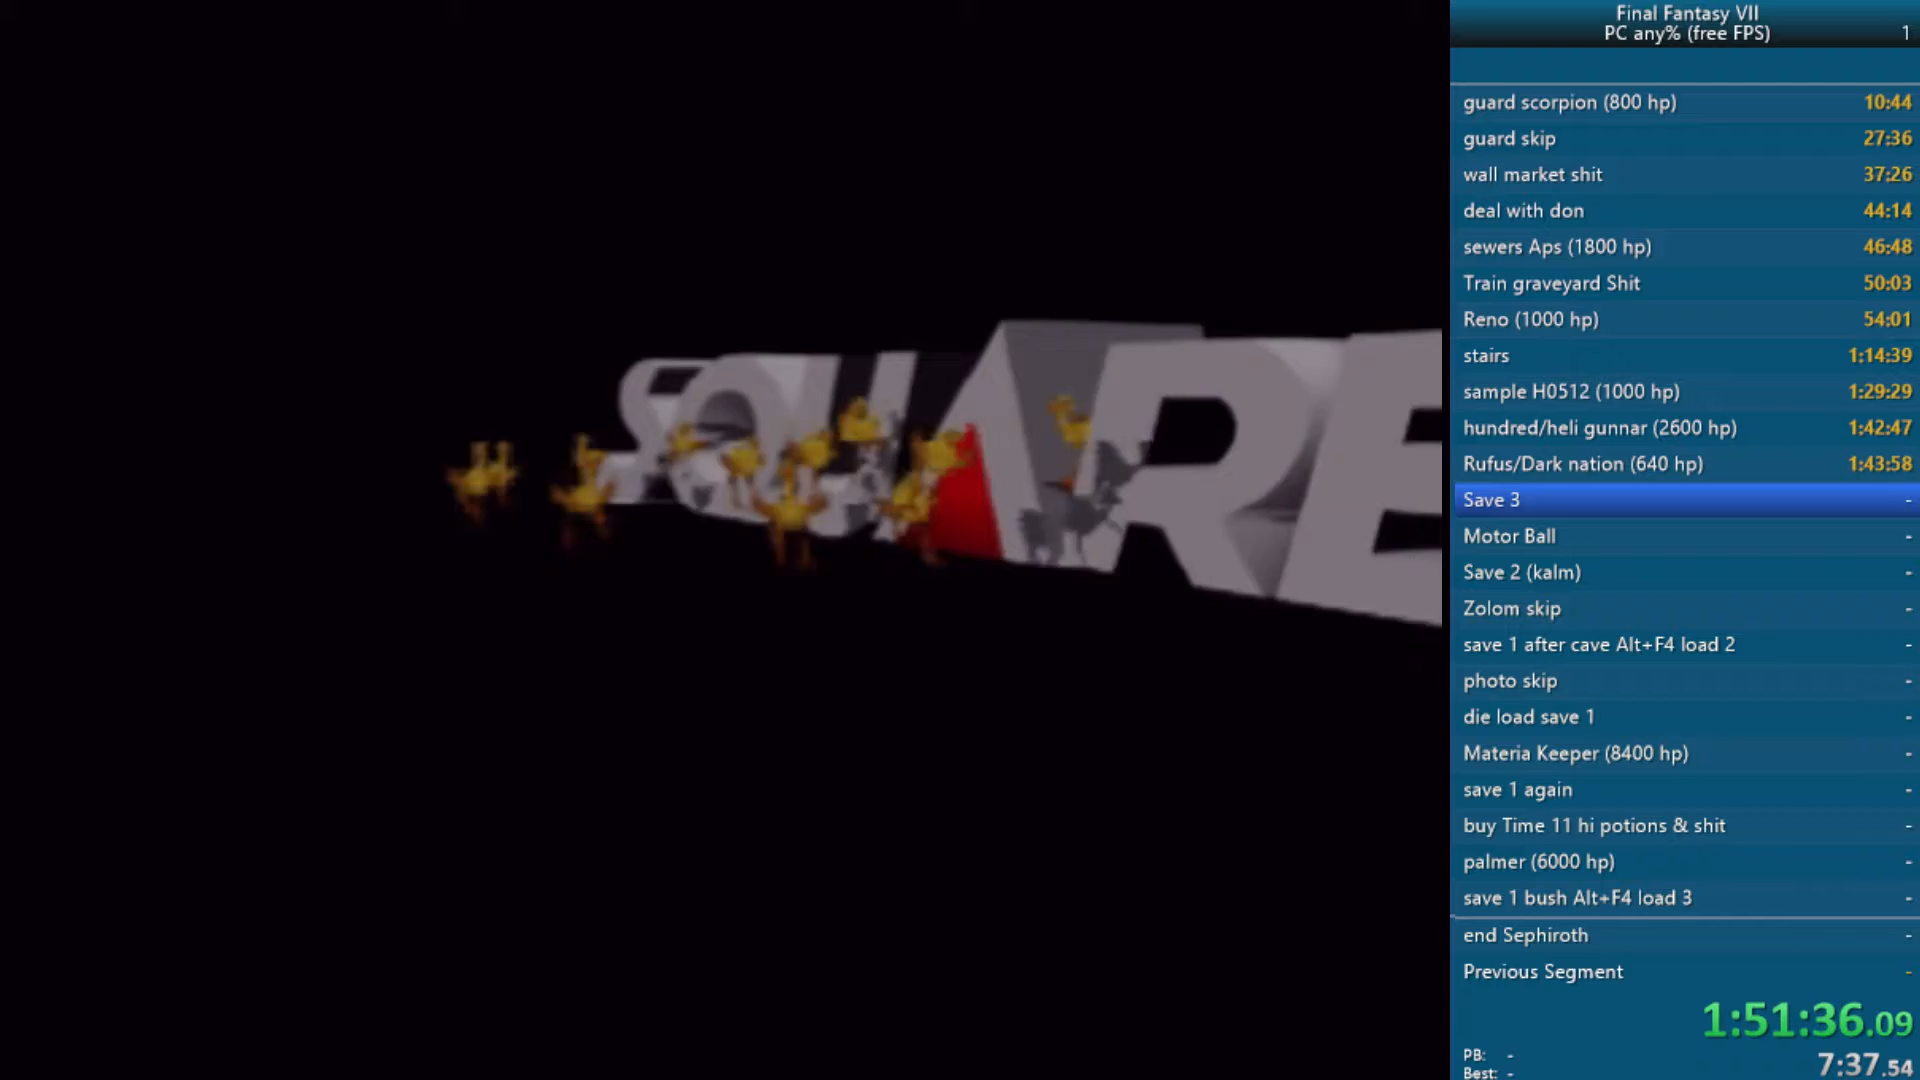 SQUARE
Final Fantasy VII
PC any% (free FPS) 1
guard scorpion (800 hp) 10:44
guard skip 27:36
wall market shit 37:26
deal with don 44:14
sewers Aps (1800 hp) 46:48
Train graveyard Shit 50:03
Reno (1000 hp) 54:01
stairs 1:14:39
sample H0512 (1000 hp) 1:29:29
hundred/heli gunnar (2600 hp) 1:42:47
Rufus/Dark nation (640 hp) 1:43:58
Save 3 -
Motor Ball -
Save 2 (kalm) -
Zolom skip -
save 1 after cave Alt+F4 load 2 -
photo skip -
die load save 1 -
Materia Keeper (8400 hp) -
save 1 again -
buy Time 11 hi potions & shit -
palmer (6000 hp) -
save 1 bush Alt+F4 load 3 -
end Sephiroth -
Previous Segment -
1:51:36.09
PB: -
Best: - 7:37.54